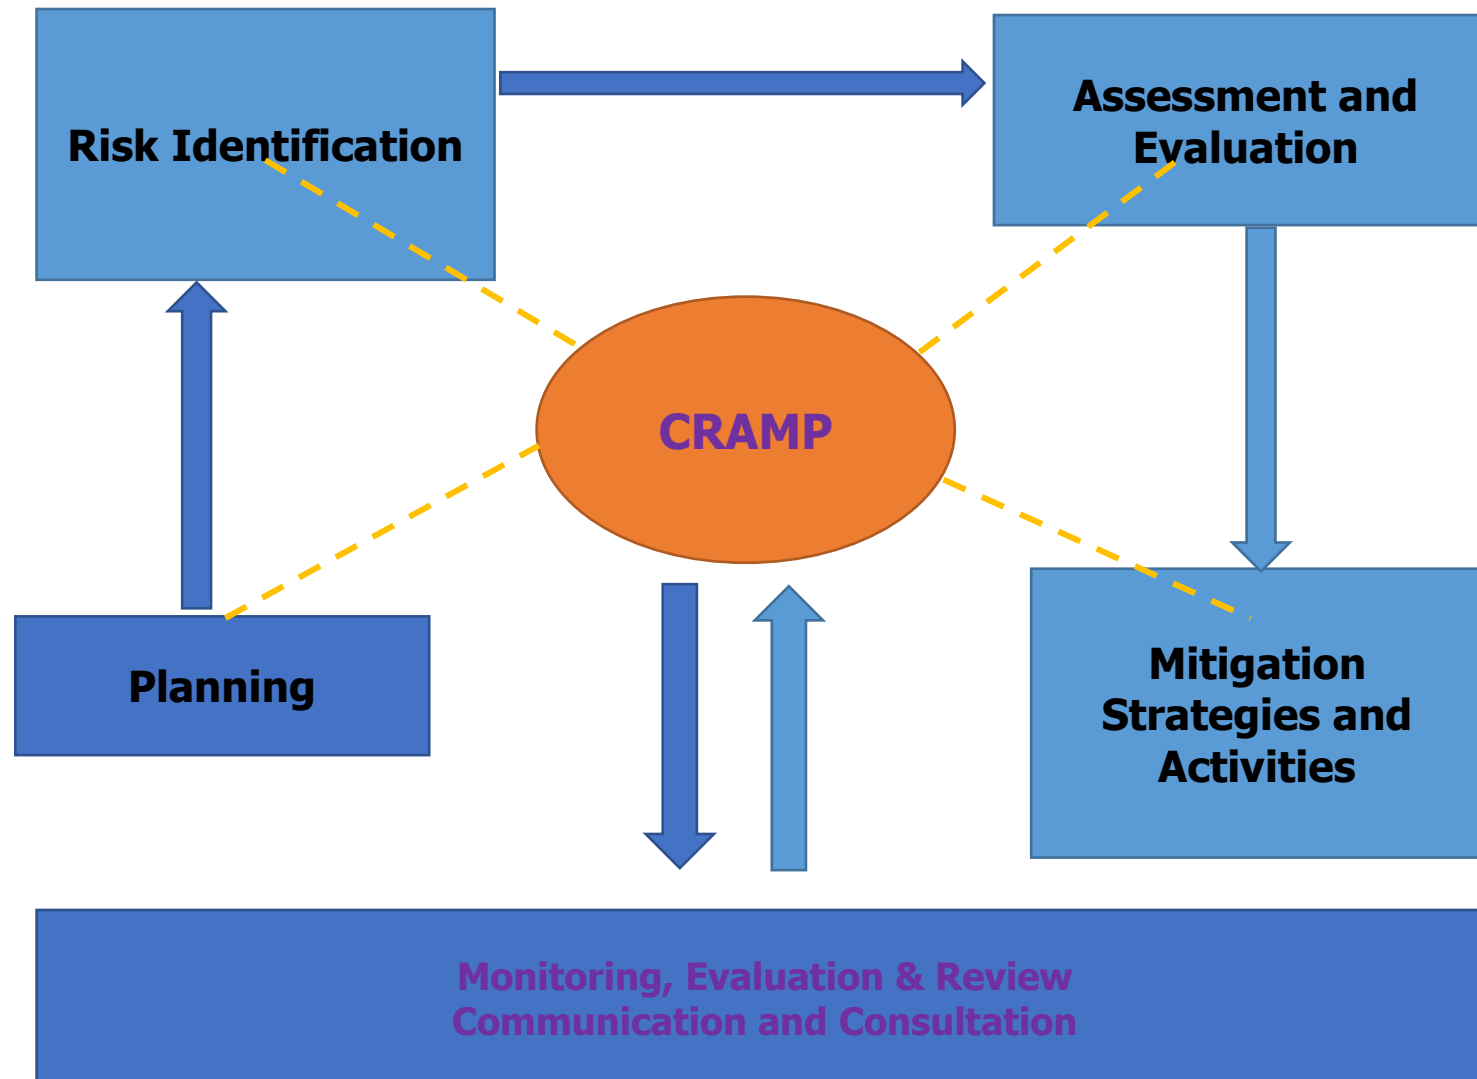 Risk Identification
Assessment and
Evaluation
CRAMP
Planning
Mitigation
Strategies and
Activities
Monitoring, Evaluation & Review
Communication and Consultation